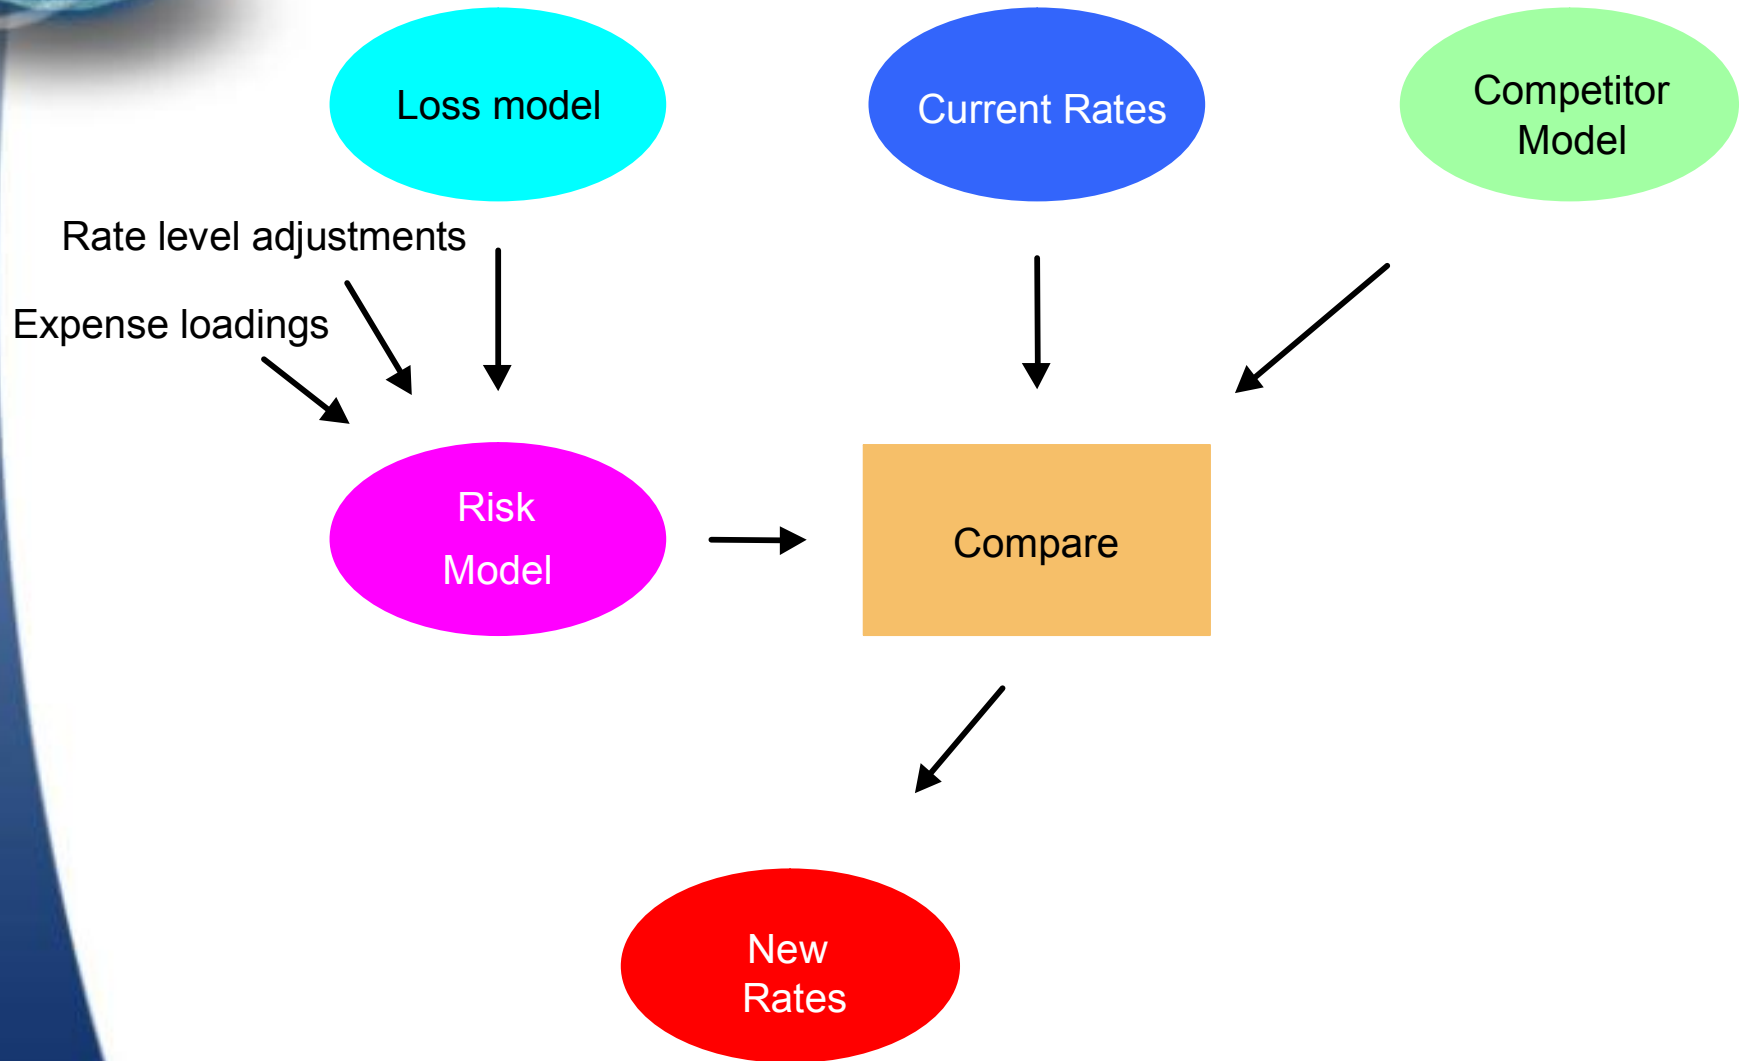 Loss model
Current Rates
Competitor
Model
Rate level adjustments
Expense loadings
Risk
Model
Compare
New
Rates